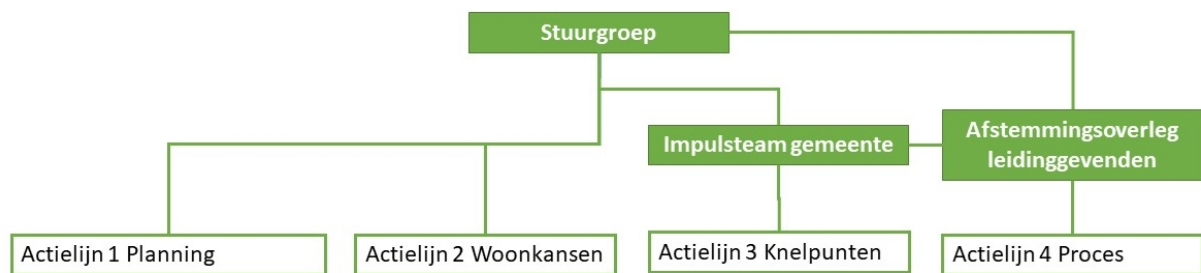 Stuurgroep
Impulsteam gemeente
Afstemmingsoverleg
leidinggevenden
Actielijn 1 Planning
Actielijn 2 Woonkansen
Actielijn 3 Knelpunten
Actielijn 4 Proces